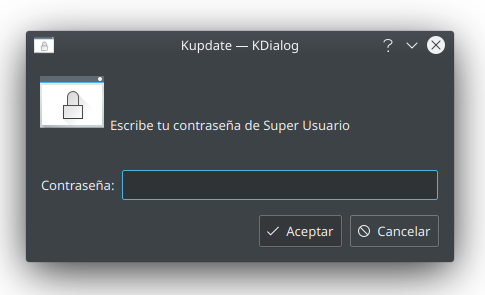 Kupdate — KDialog
Escribe tu contraseña de Super Usuario
Contraseña:
Aceptar
Cancelar